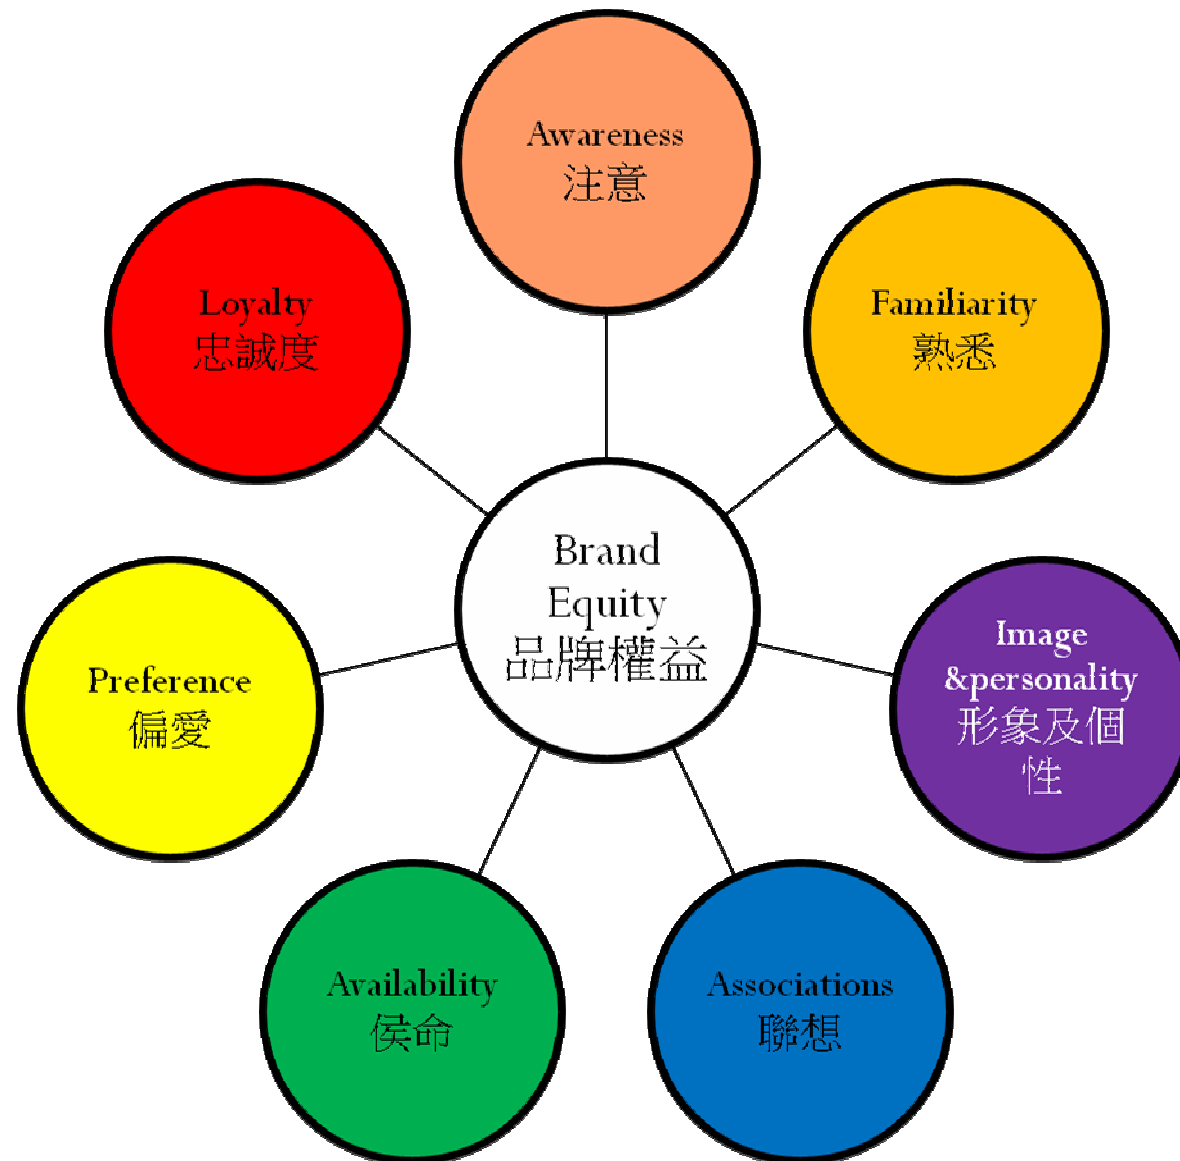 Awareness
注意
Loyalty
忠誠度
Familiarity
熟悉
Brand
Equity
品牌權益
Image
&personality
形象及個
性
Preference
偏愛
Availability
侯命
Associations
聯想